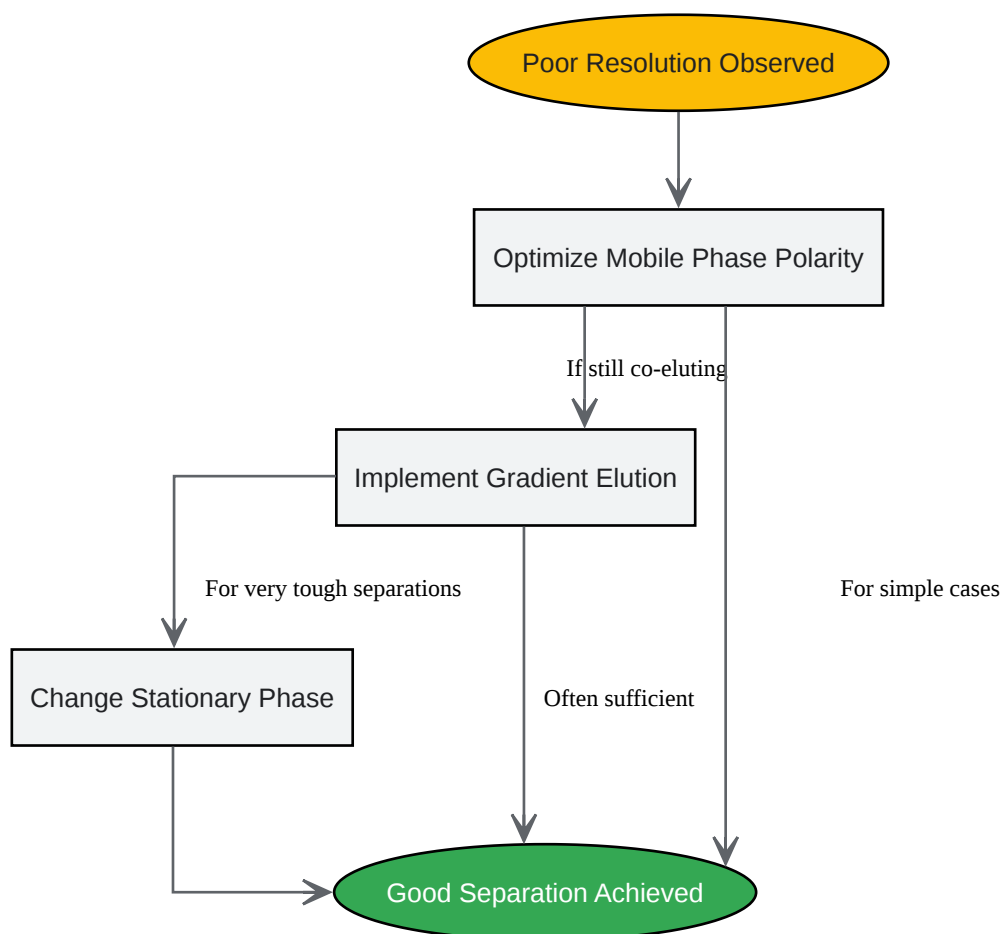 Poor Resolution Observed
Optimize Mobile Phase Polarity
If still co-eluting
Implement Gradient Elution
For very tough separations
For simple cases
Change Stationary Phase
Often sufficient
Good Separation Achieved